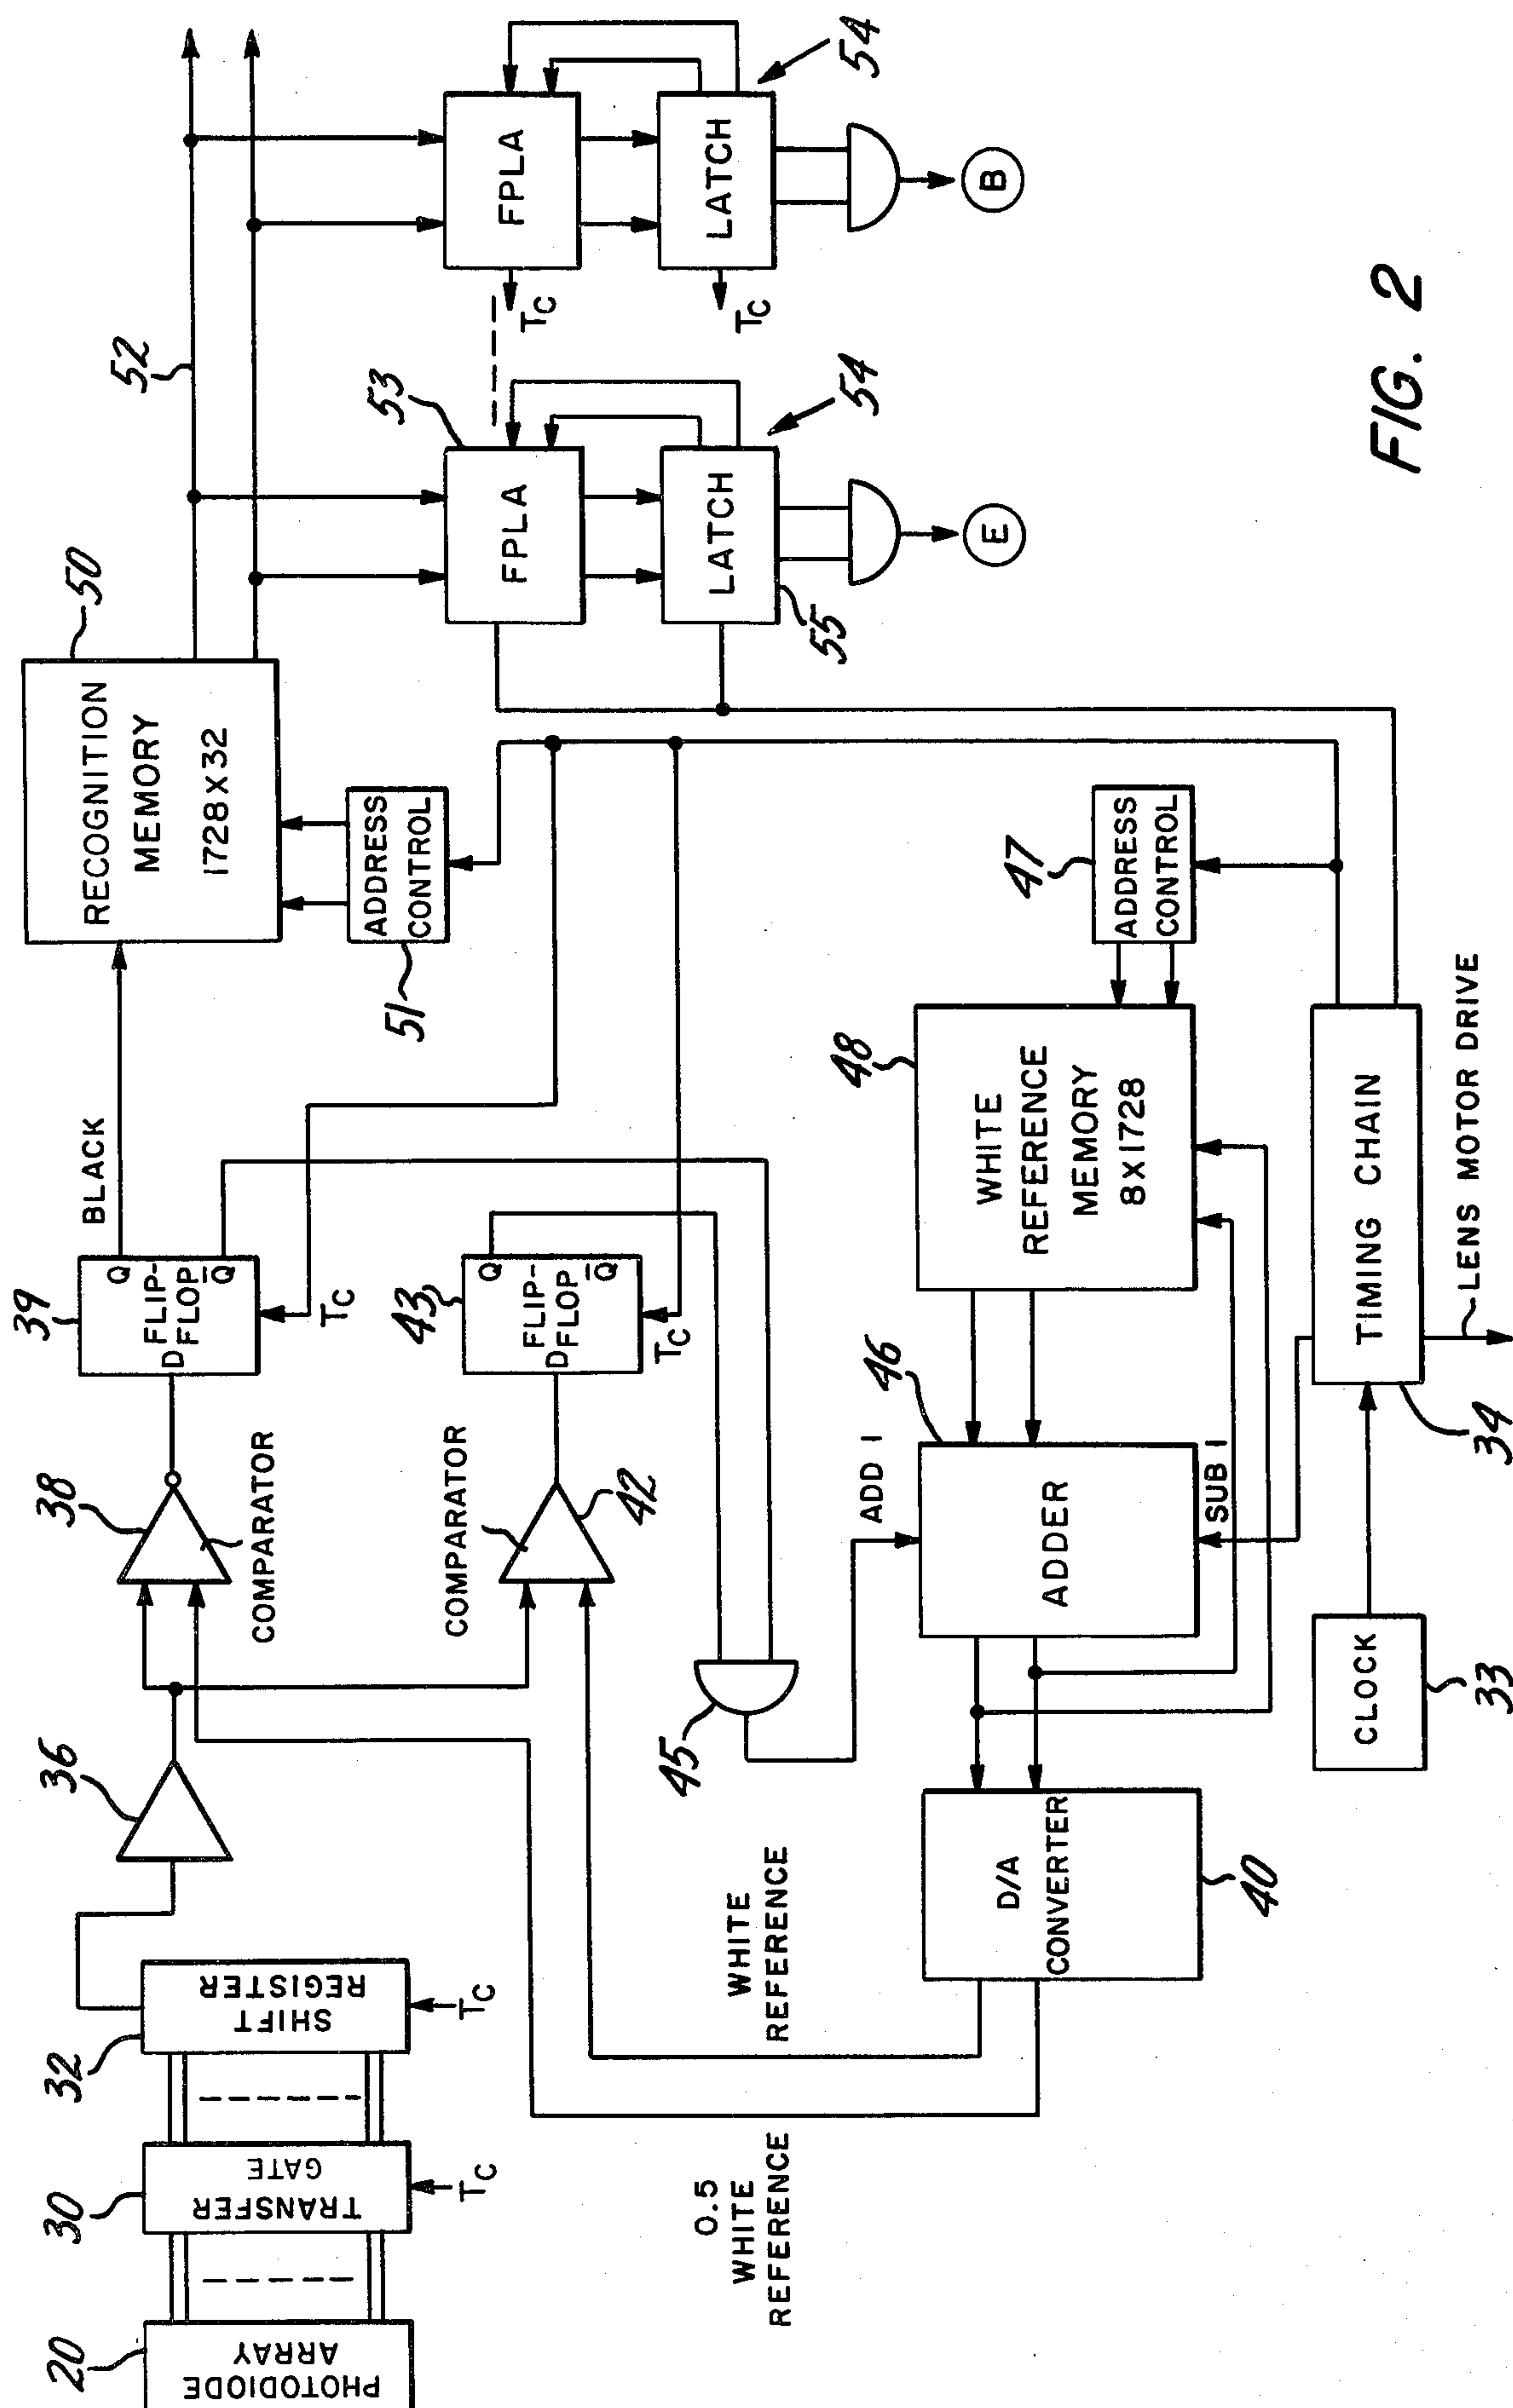 20
PHOTODIODE
ARRAY
30
TRANSFER
GATE
TC
32
SHIFT
REGISTER
TC
36
38
COMPARATOR
39
D
FLIP-
FLOP
Q
Q̅
TC
BLACK
COMPARATOR
42
43
D
FLIP-
FLOP
Q
Q̅
TC
50
RECOGNITION
MEMORY
1728X32
51
ADDRESS
CONTROL
52
53
FPLA
LATCH
55
54
E
FPLA
TC
LATCH
TC
54
B
0.5
WHITE
REFERENCE
WHITE
REFERENCE
45
ADD 1
D/A
CONVERTER
40
46
ADDER
SUB 1
48
WHITE
REFERENCE
MEMORY
8X1728
47
ADDRESS
CONTROL
CLOCK
33
TIMING CHAIN
34
LENS MOTOR DRIVE
FIG. 2